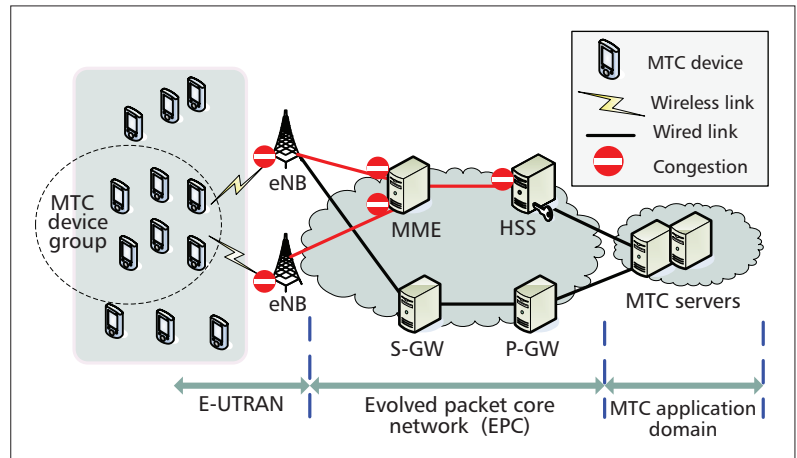 MTC device
Wireless link
Wired link
Congestion
MTC
device
group
eNB
eNB
MME
HSS
S-GW
P-GW
MTC servers
E-UTRAN
Evolved packet core
network (EPC)
MTC application
domain